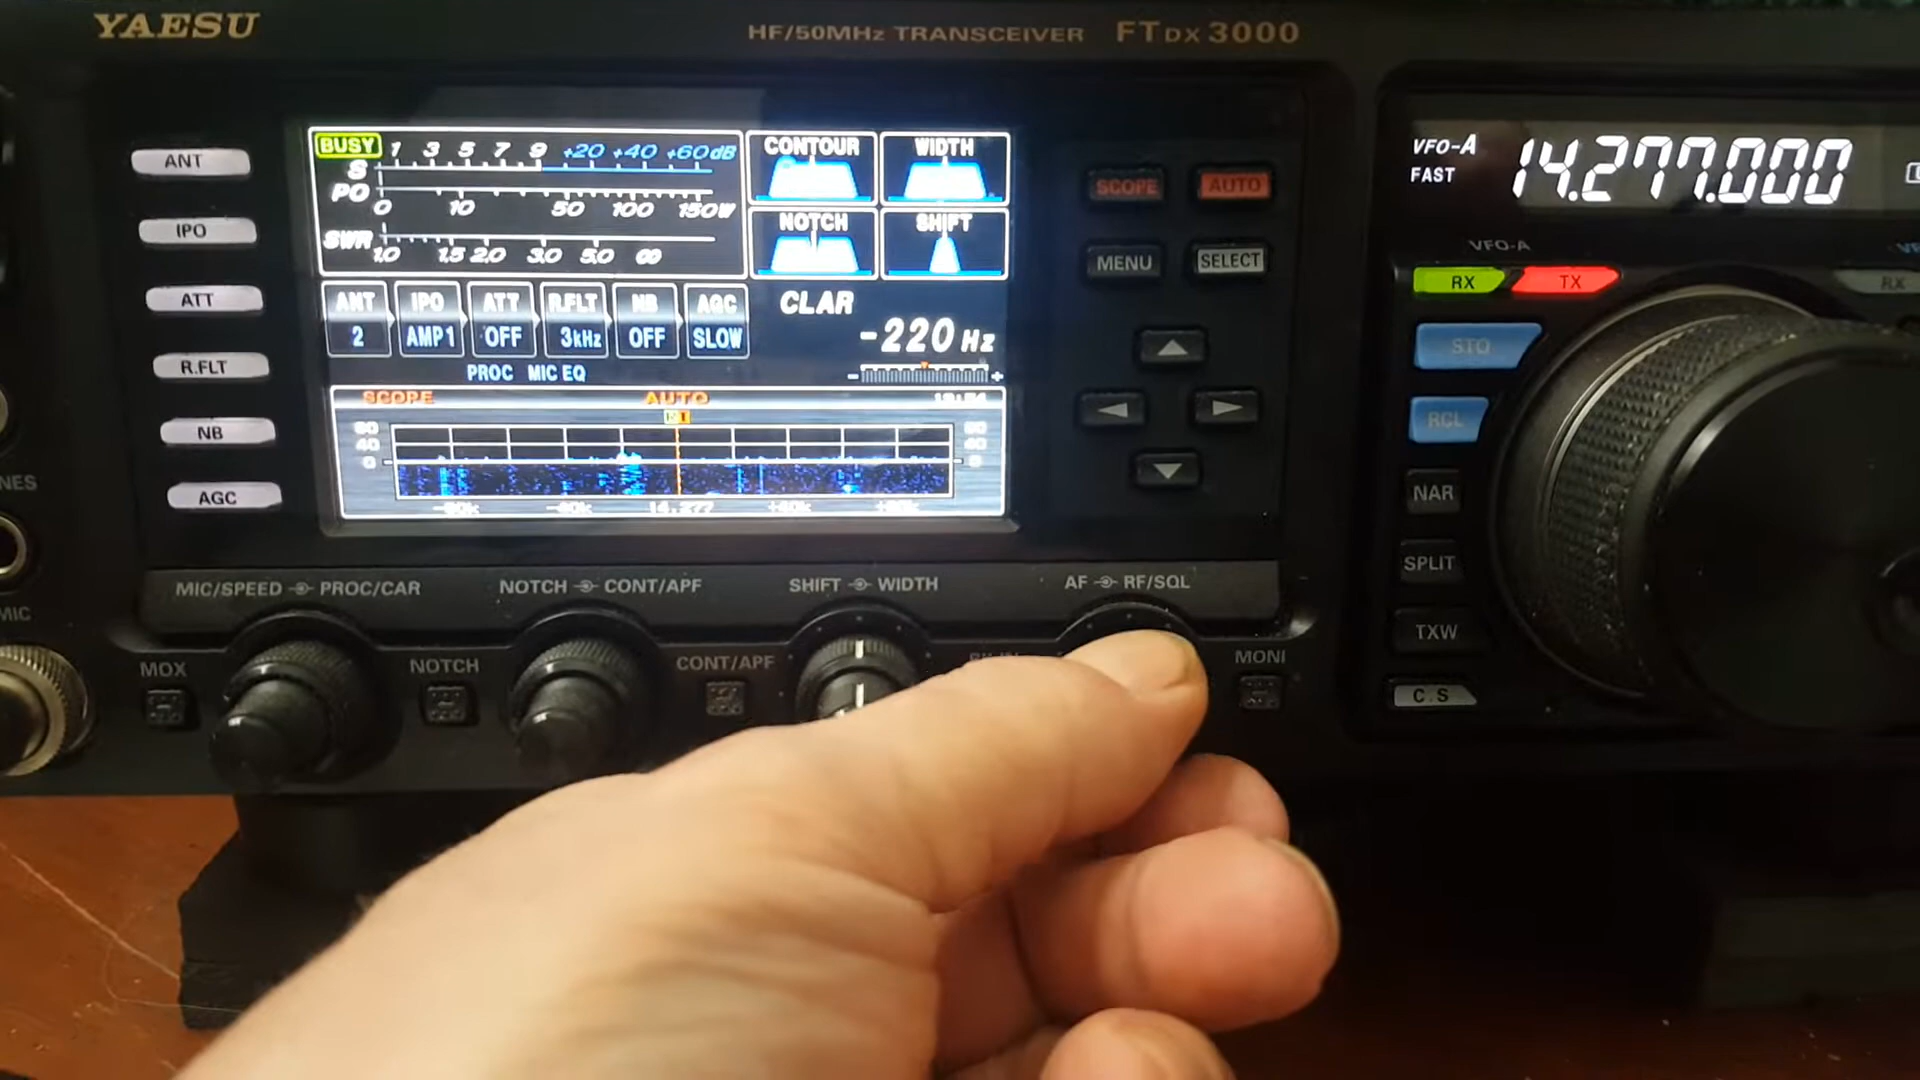 YAESU
HF/50MHz TRANSCEIVER FTDX3000
ANT
IPO
ATT
R.FLT
NB
AGC
BUSY 1 3 5 7 9 +20 +40 +60dB
S
PO
0 10 50 100 150W
SWR
1.0 1.5 2.0 3.0 5.0 ∞
CONTOUR WIDTH
NOTCH SHIFT
ANT IPO ATT R.FLT NB AGC
2 AMP1 OFF 3kHz OFF SLOW
CLAR
-220 Hz
- +
PROC MIC EQ
SCOPE AUTO
40
0 0
14.277
SCOPE AUTO
MENU SELECT
VFO-A
FAST
14.277.000
VFO-A
RX TX RX
STO
RCL
NAR
SPLIT
TXW
C.S
MIC/SPEED PROC/CAR
NOTCH CONT/APF
SHIFT WIDTH
AF RF/SQL
MOX
NOTCH
CONT/APF
MONI
MIC